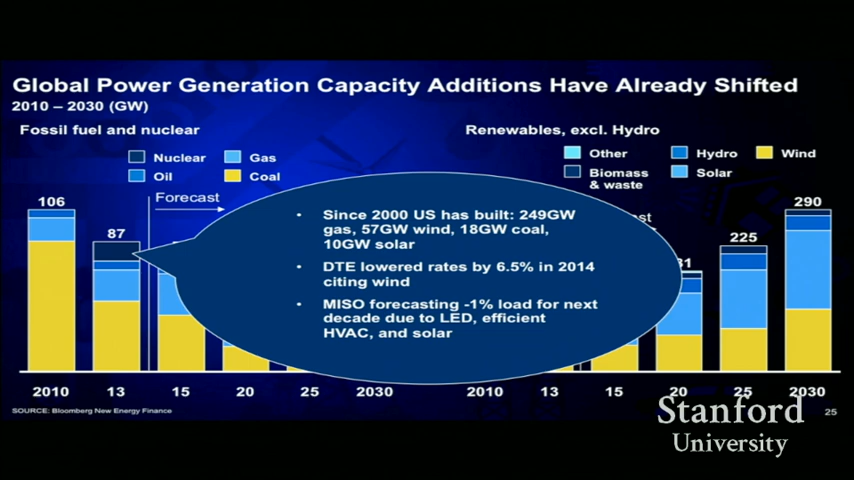 Global Power Generation Capacity Additions Have Already Shifted
2010 – 2030 (GW)
Fossil fuel and nuclear
Nuclear
Gas
Oil
Coal
Forecast
106
87
2010
13
15
20
25
2030
Renewables, excl. Hydro
Other
Hydro
Wind
Biomass
& waste
Solar
225
290
2010
13
15
20
25
2030
• Since 2000 US has built: 249GW
gas, 57GW wind, 18GW coal,
10GW solar
• DTE lowered rates by 6.5% in 2014
citing wind
• MISO forecasting -1% load for next
decade due to LED, efficient
HVAC, and solar
SOURCE: Bloomberg New Energy Finance
25
Stanford
University